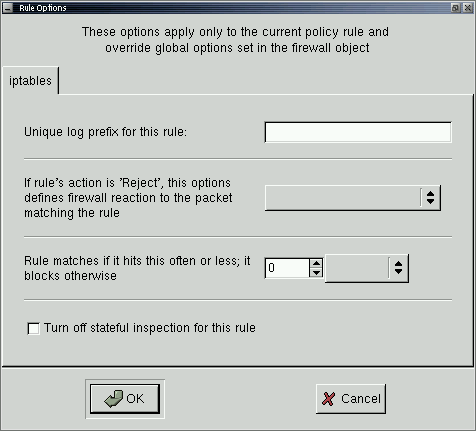 Rule Options
These options apply only to the current policy rule and
override global options set in the firewall object
iptables
Unique log prefix for this rule:
If rule's action is 'Reject', this options
defines firewall reaction to the packet
matching the rule
Rule matches if it hits this often or less; it
blocks otherwise
0
Turn off stateful inspection for this rule
OK
Cancel